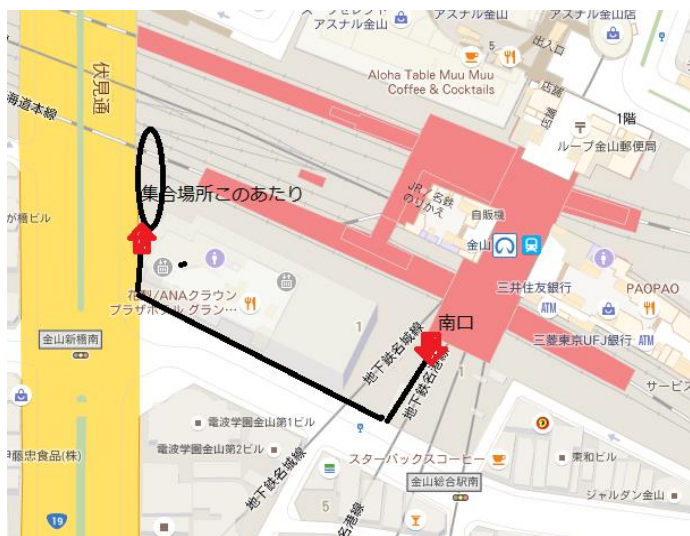 アスナル金山
アスナル金山
アスナル金山店
出入口
5
Aloha Table Muu Muu
Coffee & Cocktails
店舗
店舗
1階
ループ金山郵便局
伏見通
海道本線
集合場所このあたり
JR/名鉄
のりかえ
自販機
金山
が橋ビル
三井住友銀行
ATM
PAOPAO
三菱東京UFJ銀行
ATM
花梨/ANAクラウン
プラザホテル グラン…
南口
1
1
金山新橋南
地下鉄名城線
地下鉄名港線
サービス
電波学園金山第1ビル
電波学園金山第2ビル
伊藤忠食品(株)
スターバックスコーヒー
東和ビル
金山総合駅南
ジャルダン金山
地下鉄名城線
名港線
5
19